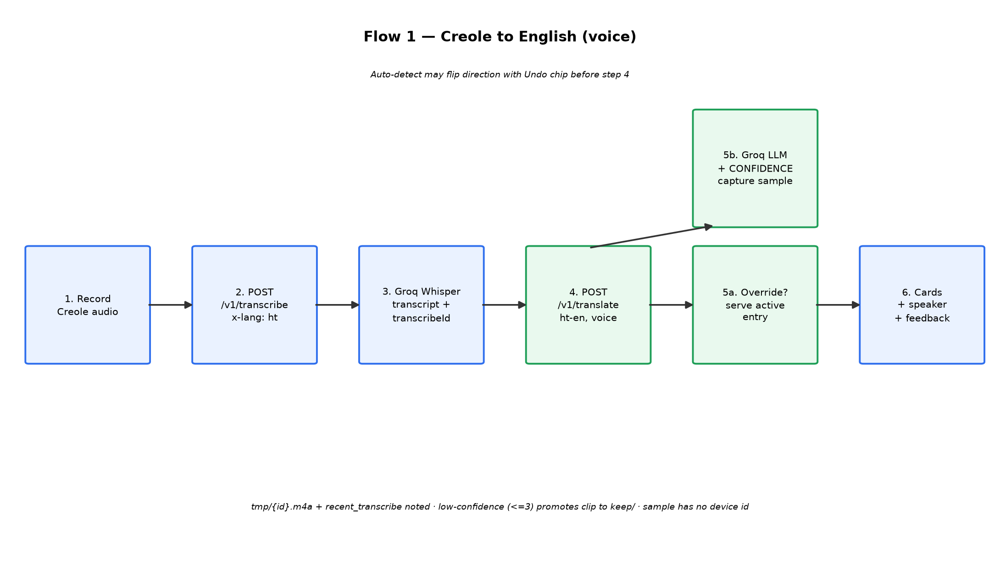 Flow 1 — Creole to English (voice)
Auto-detect may flip direction with Undo chip before step 4
5b. Groq LLM
+ CONFIDENCE
capture sample
1. Record
Creole audio
2. POST
/v1/transcribe
x-lang: ht
3. Groq Whisper
transcript +
transcribeId
4. POST
/v1/translate
ht-en, voice
5a. Override?
serve active
entry
6. Cards
+ speaker
+ feedback
tmp/{id}.m4a + recent_transcribe noted · low-confidence (<=3) promotes clip to keep/ · sample has no device id